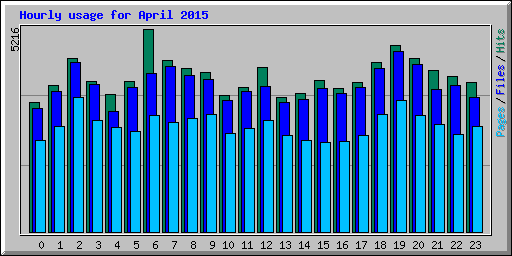 Hourly usage for April 2015
5216
Pages / Files / Hits
0 1 2 3 4 5 6 7 8 9 10 11 12 13 14 15 16 17 18 19 20 21 22 23